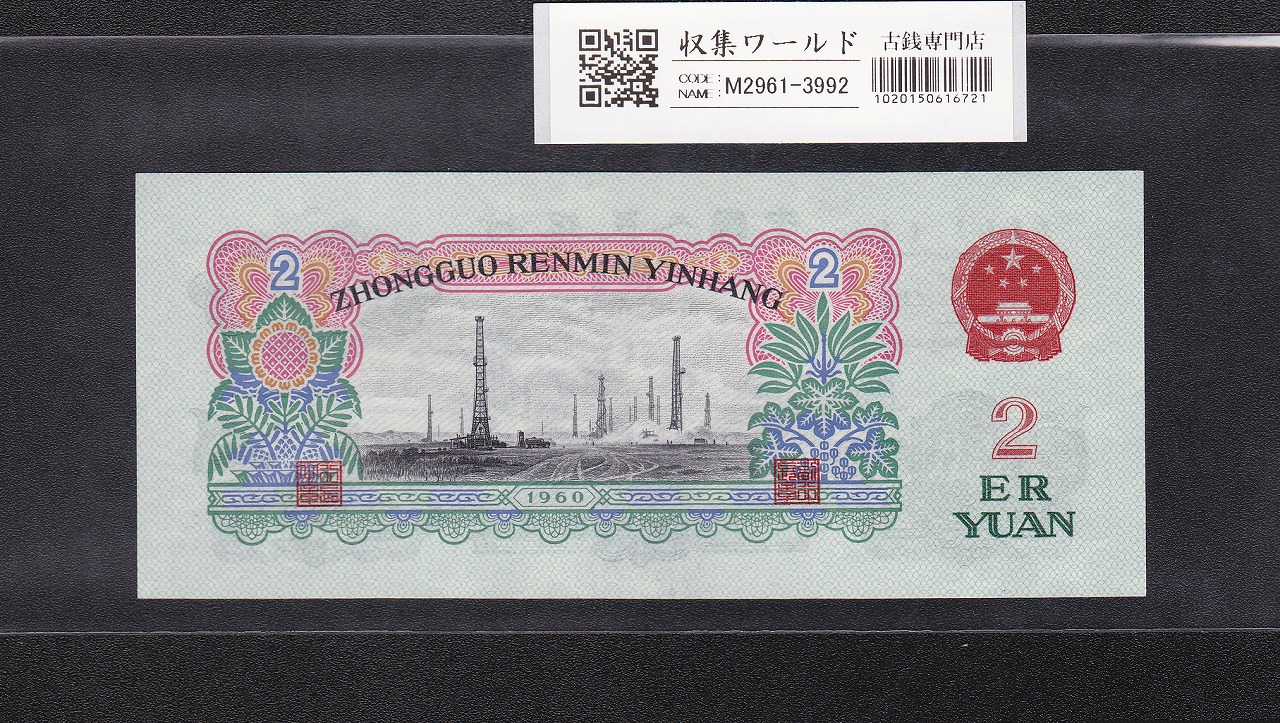 収集ワールド
古銭専門店
CODE:
NAME:
M2961-3992
1020150616721
2
2
ZHONGGUO RENMIN YINHANG
1960
2
ER
YUAN